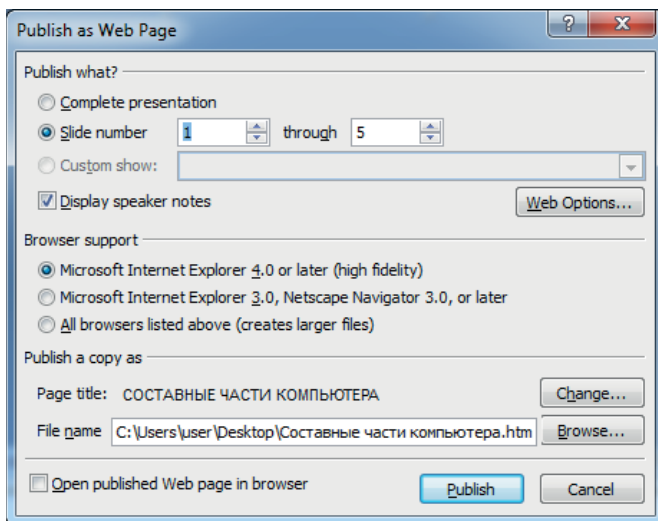 Publish as Web Page
Publish what?
Complete presentation
Slide number 1 through 5
Custom show:
Display speaker notes Web Options...
Browser support
Microsoft Internet Explorer 4.0 or later (high fidelity)
Microsoft Internet Explorer 3.0, Netscape Navigator 3.0, or later
All browsers listed above (creates larger files)
Publish a copy as
Page title: СОСТАВНЫЕ ЧАСТИ КОМПЬЮТЕРА Change...
File name C:\Users\user\Desktop\Составные части компьютера.htm Browse...
Open published Web page in browser Publish Cancel